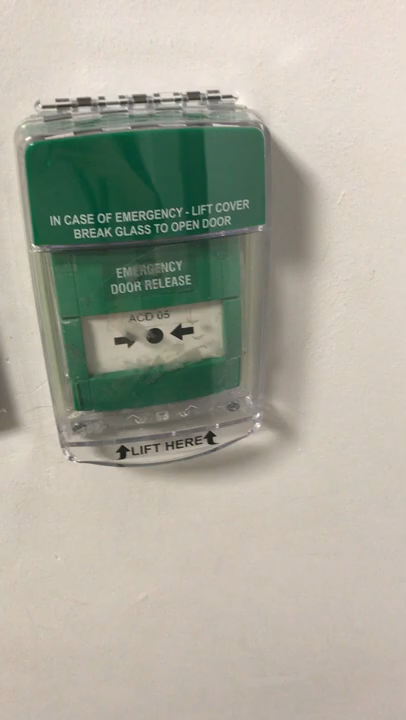 IN CASE OF EMERGENCY - LIFT COVER
BREAK GLASS TO OPEN DOOR
EMERGENCY
DOOR RELEASE
ACD 05
LIFT HERE